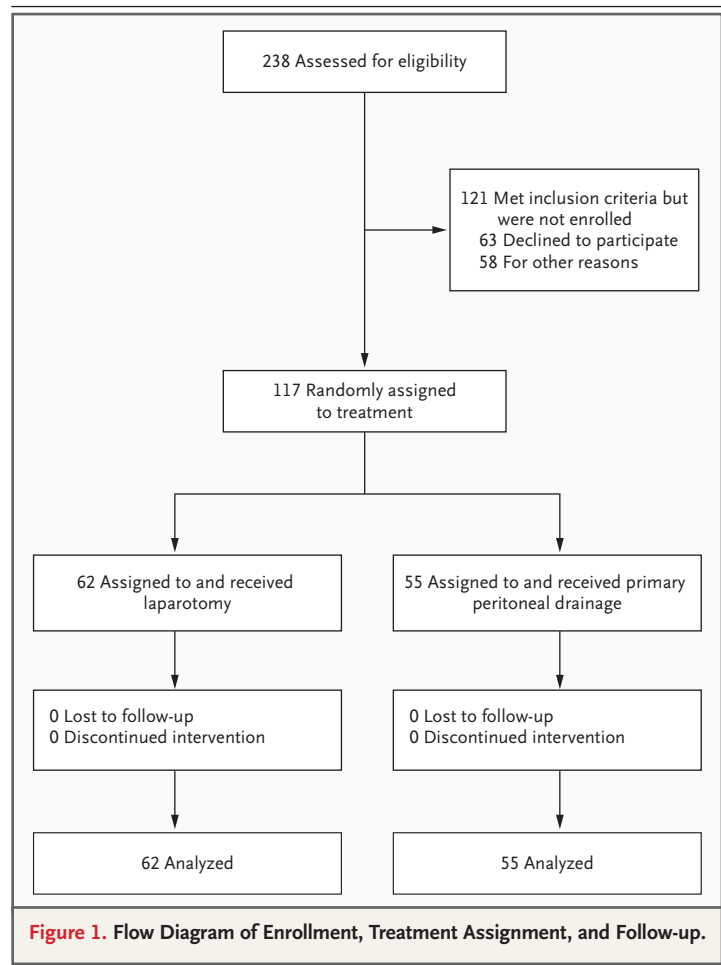 238 Assessed for eligibility
121 Met inclusion criteria but
were not enrolled
63 Declined to participate
58 For other reasons
117 Randomly assigned
to treatment
62 Assigned to and received
laparotomy
55 Assigned to and received primary
peritoneal drainage
0 Lost to follow-up
0 Discontinued intervention
0 Lost to follow-up
0 Discontinued intervention
62 Analyzed
55 Analyzed
Figure 1. Flow Diagram of Enrollment, Treatment Assignment, and Follow-up.